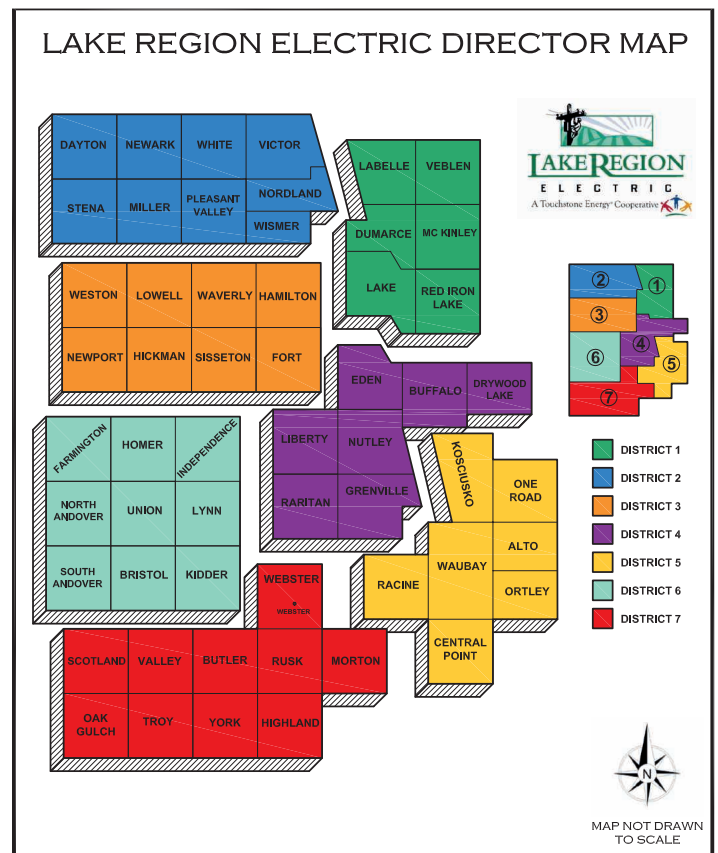 LAKE REGION ELECTRIC DIRECTOR MAP
DAYTON
NEWARK
WHITE
VICTOR
STENA
MILLER
PLEASANT
VALLEY
NORDLAND
WISMER
LABELLE
VEBLEN
DUMARCE
MC KINLEY
LAKE
RED IRON
LAKE
LAKE REGION
ELECTRIC
A Touchstone Energy® Cooperative
WESTON
LOWELL
WAVERLY
HAMILTON
NEWPORT
HICKMAN
SISSETON
FORT
2
1
3
4
6
5
7
EDEN
BUFFALO
DRYWOOD
LAKE
LIBERTY
NUTLEY
RARITAN
GRENVILLE
FARMINGTON
HOMER
INDEPENDENCE
NORTH
ANDOVER
UNION
LYNN
SOUTH
ANDOVER
BRISTOL
KIDDER
KOSCIUSKO
ONE
ROAD
ALTO
WAUBAY
RACINE
ORTLEY
CENTRAL
POINT
DISTRICT 1
DISTRICT 2
DISTRICT 3
DISTRICT 4
DISTRICT 5
DISTRICT 6
DISTRICT 7
WEBSTER
WEBSTER
SCOTLAND
VALLEY
BUTLER
RUSK
MORTON
OAK
GULCH
TROY
YORK
HIGHLAND
N
MAP NOT DRAWN
TO SCALE